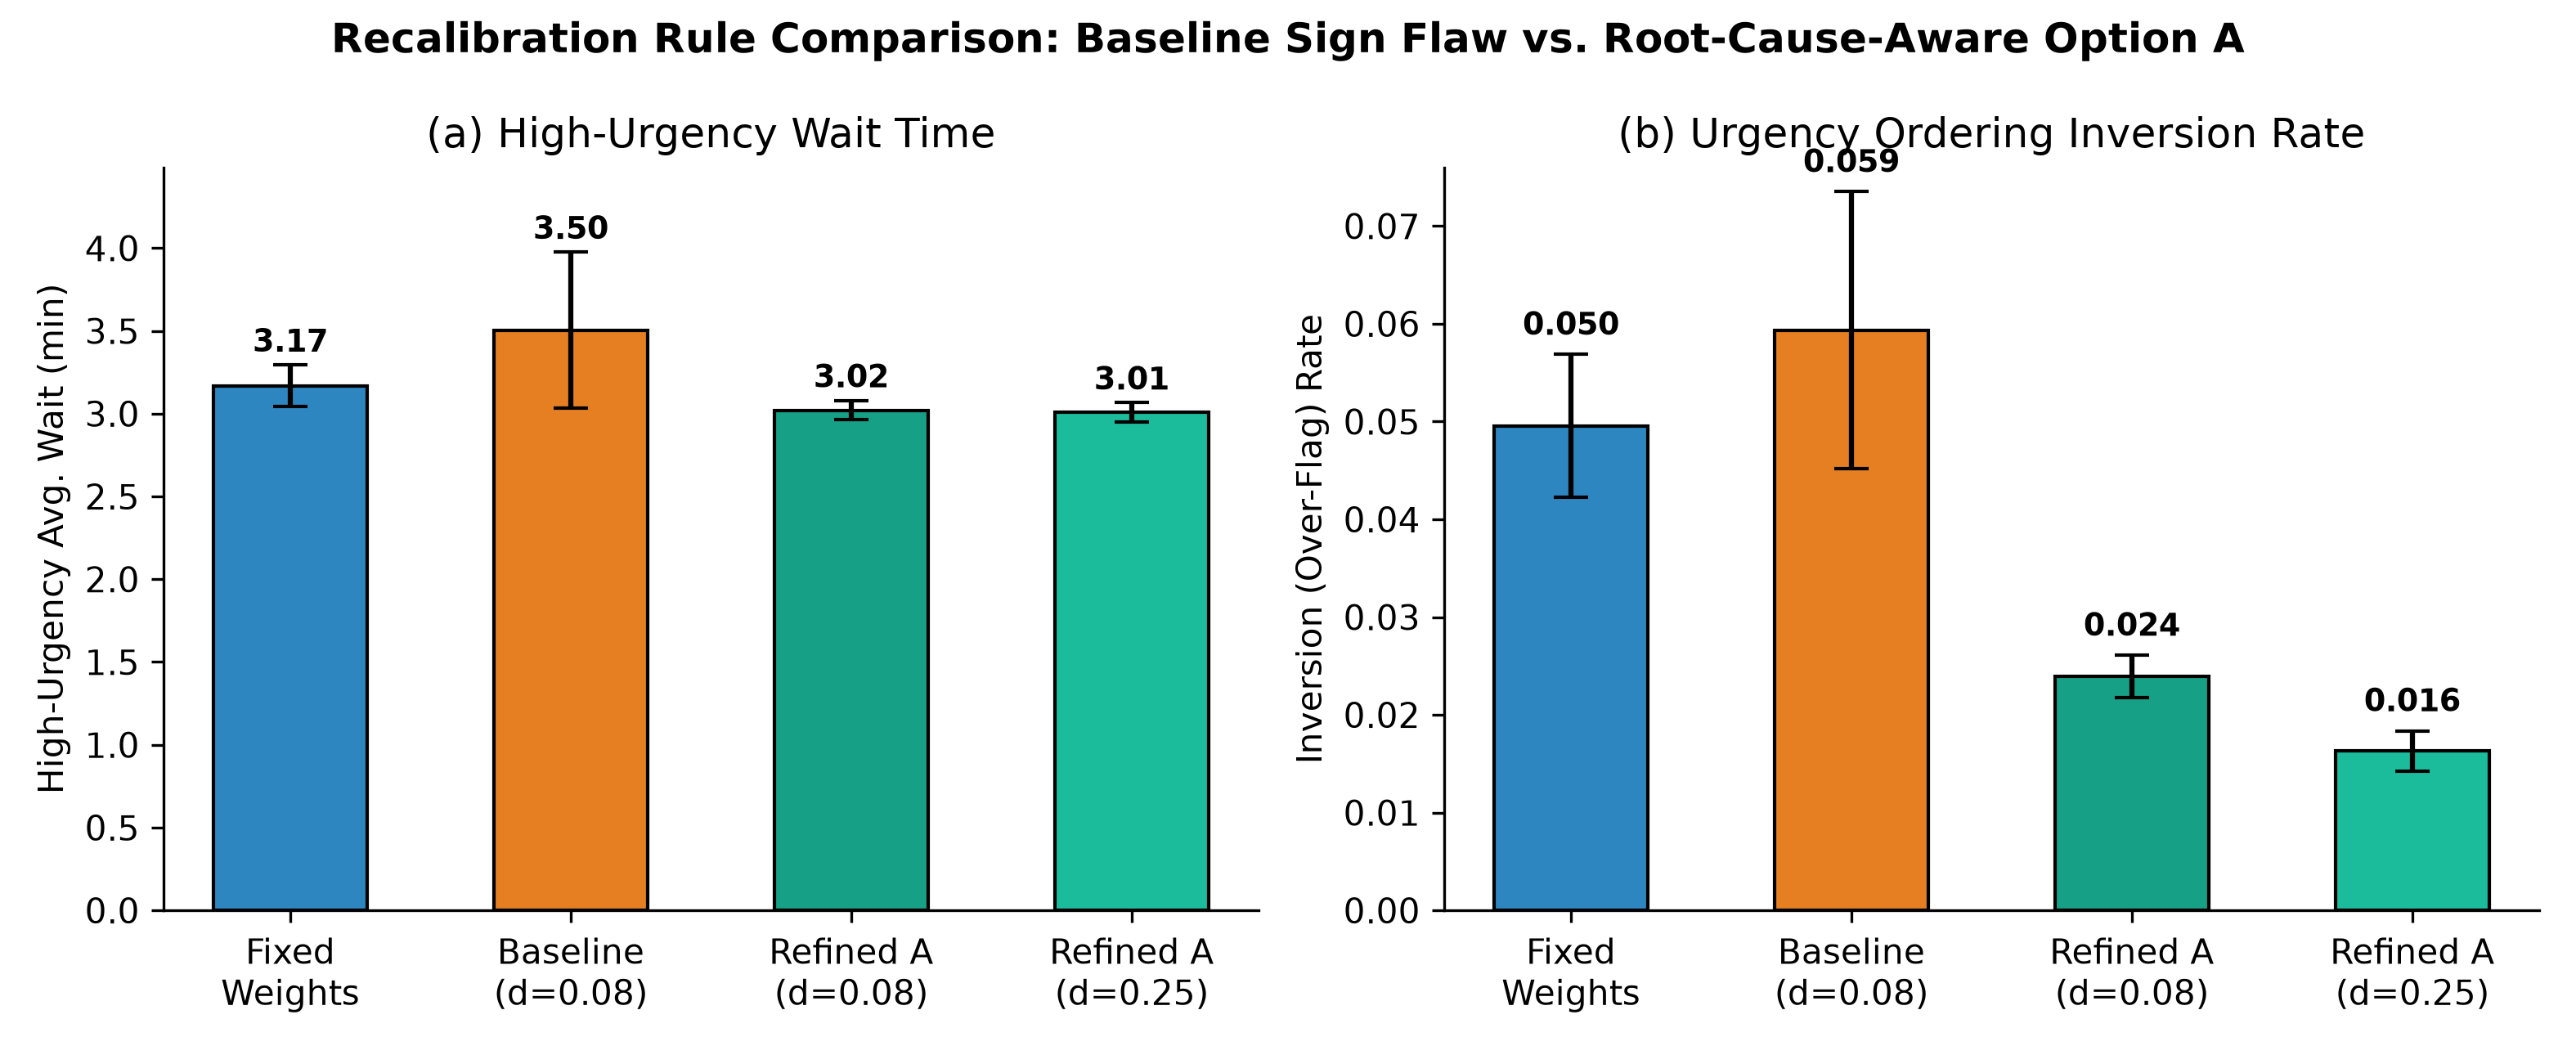 Recalibration Rule Comparison: Baseline Sign Flaw vs. Root-Cause-Aware Option A
(a) High-Urgency Wait Time
High-Urgency Avg. Wait (min)
4.0
3.5
3.0
2.5
2.0
1.5
1.0
0.5
0.0
3.17
3.50
3.02
3.01
Fixed
Weights
Baseline
(d=0.08)
Refined A
(d=0.08)
Refined A
(d=0.25)
(b) Urgency Ordering Inversion Rate
Inversion (Over-Flag) Rate
0.07
0.06
0.05
0.04
0.03
0.02
0.01
0.00
0.050
0.059
0.024
0.016
Fixed
Weights
Baseline
(d=0.08)
Refined A
(d=0.08)
Refined A
(d=0.25)